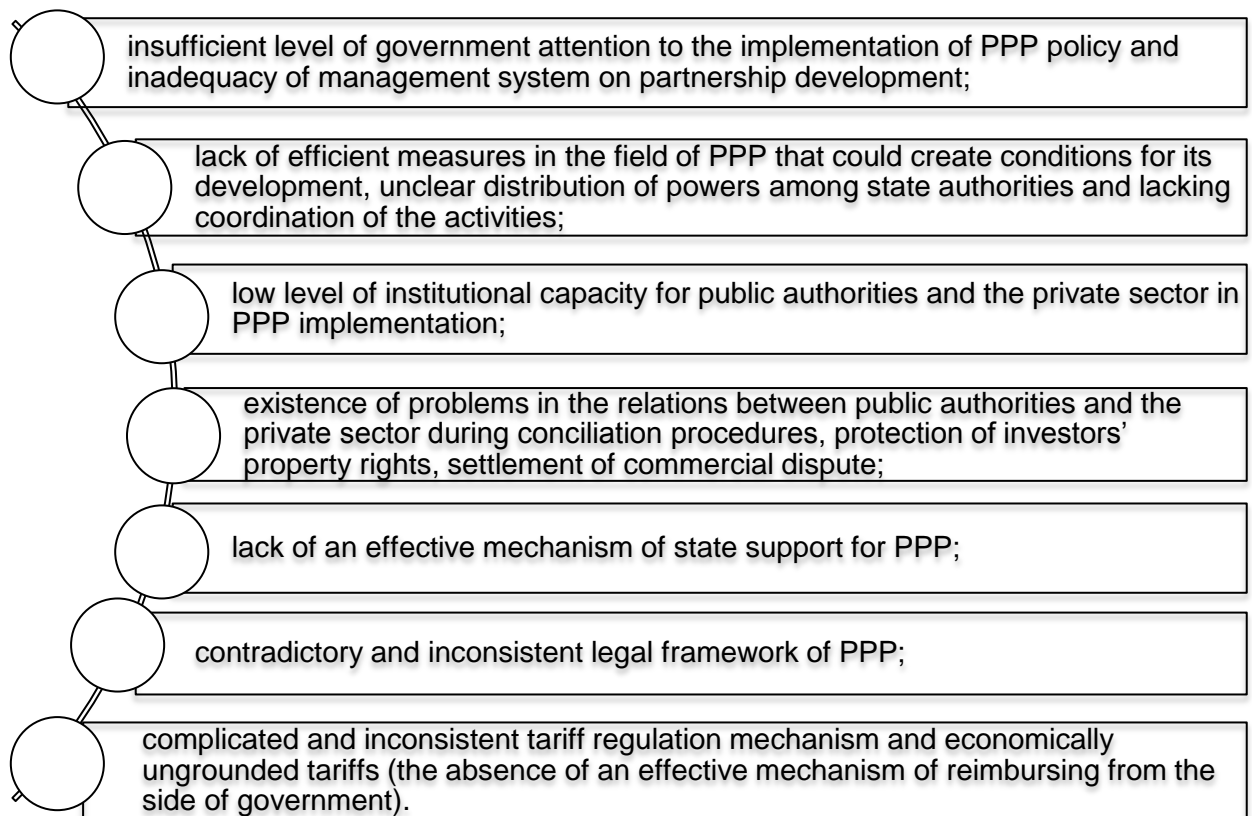 insufficient level of government attention to the implementation of PPP policy and
inadequacy of management system on partnership development;
lack of efficient measures in the field of PPP that could create conditions for its
development, unclear distribution of powers among state authorities and lacking
coordination of the activities;
low level of institutional capacity for public authorities and the private sector in
PPP implementation;
existence of problems in the relations between public authorities and the
private sector during conciliation procedures, protection of investors’
property rights, settlement of commercial dispute;
lack of an effective mechanism of state support for PPP;
contradictory and inconsistent legal framework of PPP;
complicated and inconsistent tariff regulation mechanism and economically
ungrounded tariffs (the absence of an effective mechanism of reimbursing from the
side of government).